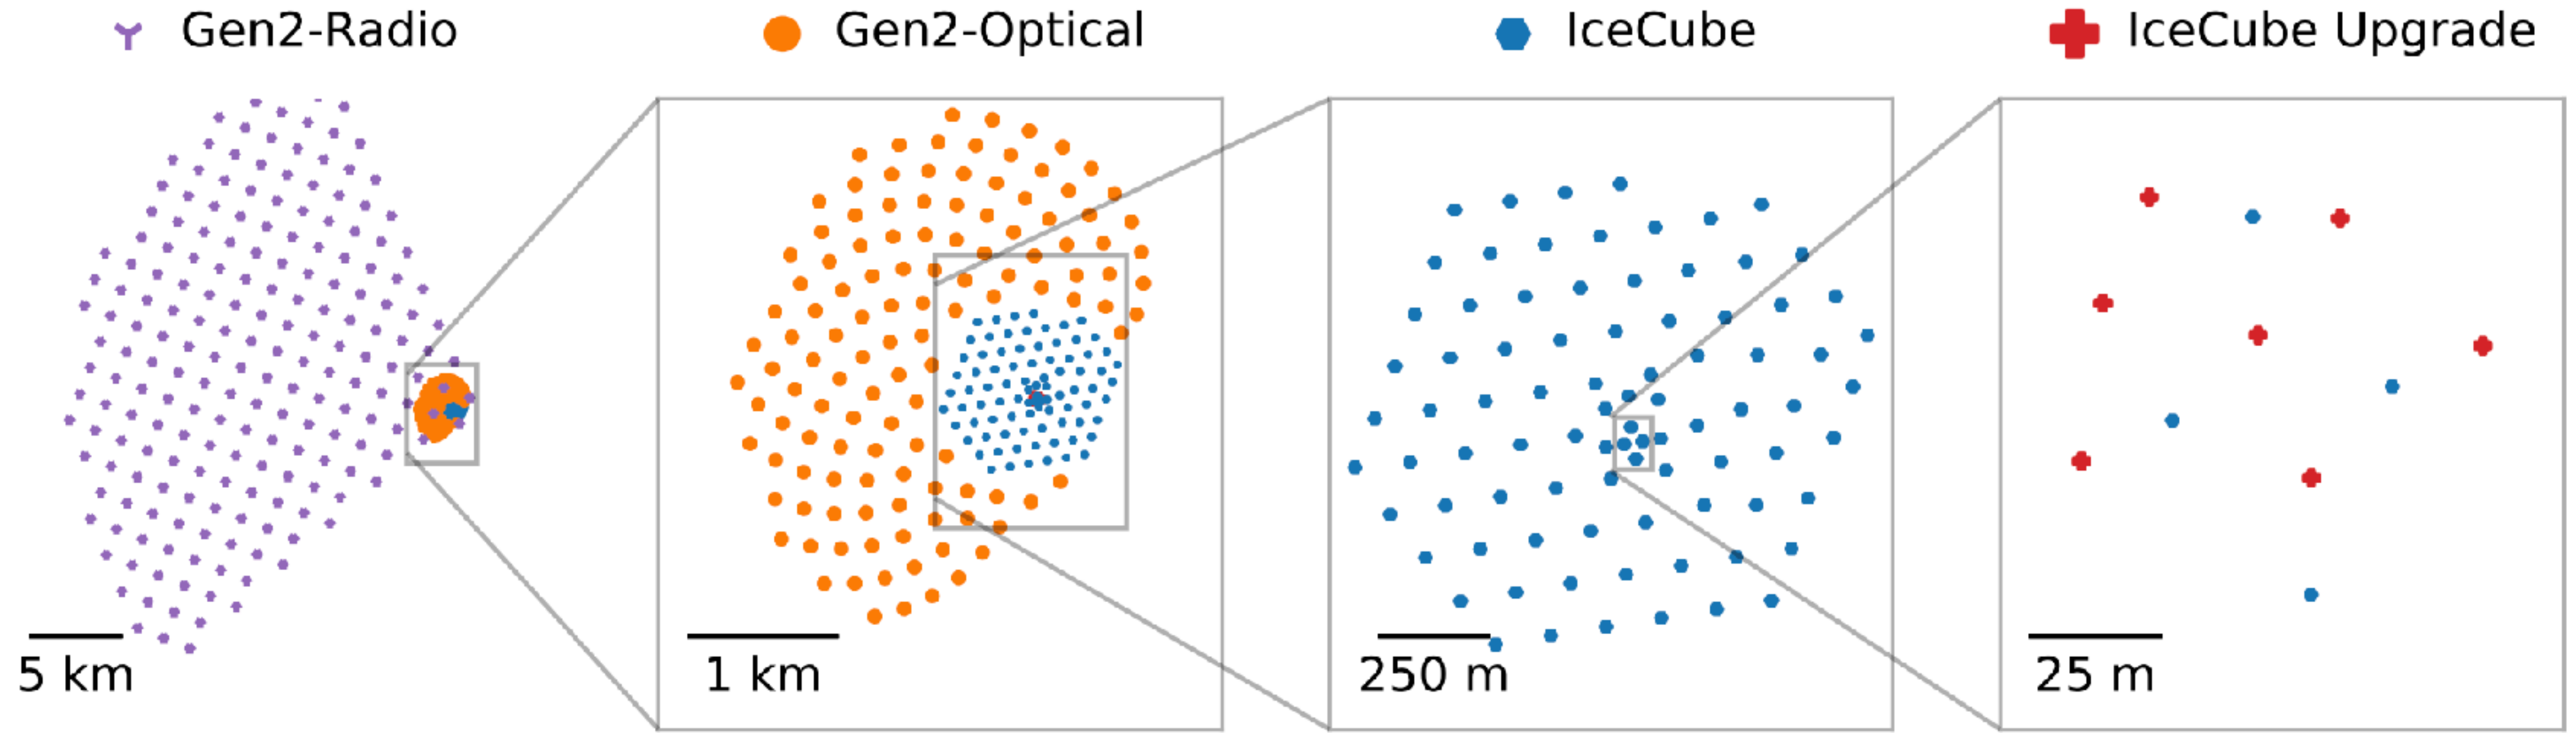 Gen2-Radio
Gen2-Optical
IceCube
IceCube Upgrade
5 km
1 km
250 m
25 m